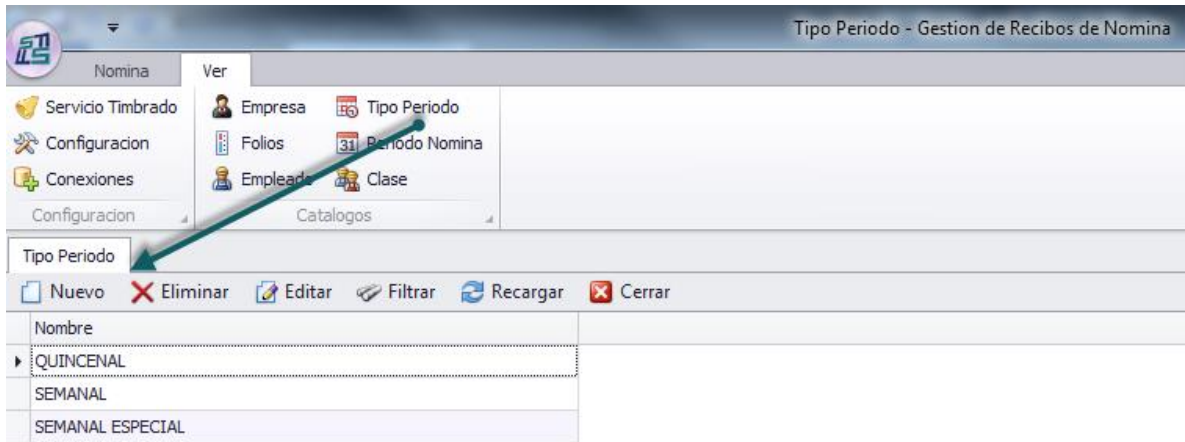 Tipo Periodo - Gestion de Recibos de Nomina
Nomina Ver
Servicio Timbrado Empresa Tipo Periodo
Configuracion Folios Periodo Nomina
Conexiones Empleado Clase
Configuracion Catalogos
Tipo Periodo
Nuevo Eliminar Editar Filtrar Recargar Cerrar
Nombre
QUINCENAL
SEMANAL
SEMANAL ESPECIAL